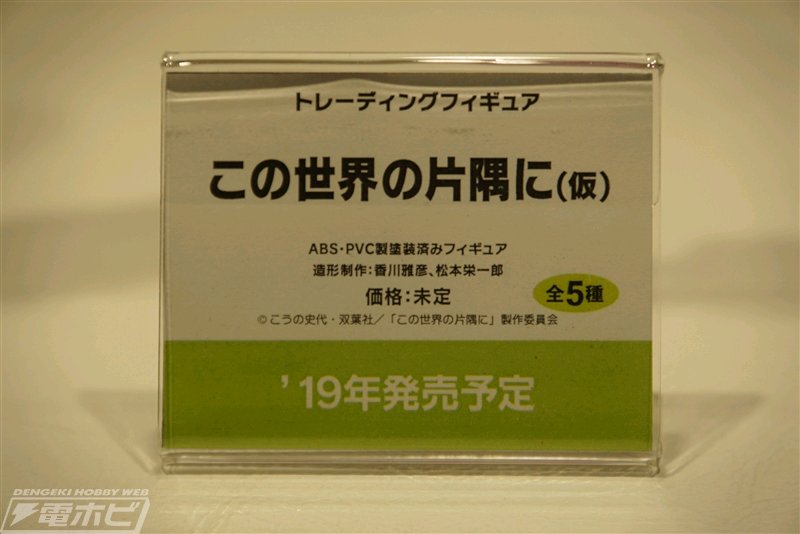 トレーディングフィギュア
この世界の片隅に(仮)
ABS・PVC製塗装済みフィギュア
造形制作：香川雅彦、松本栄一郎
価格：未定
全5種
©こうの史代・双葉社／「この世界の片隅に」製作委員会
’19年発売予定
DENGEKI HOBBY WEB
電ホビ